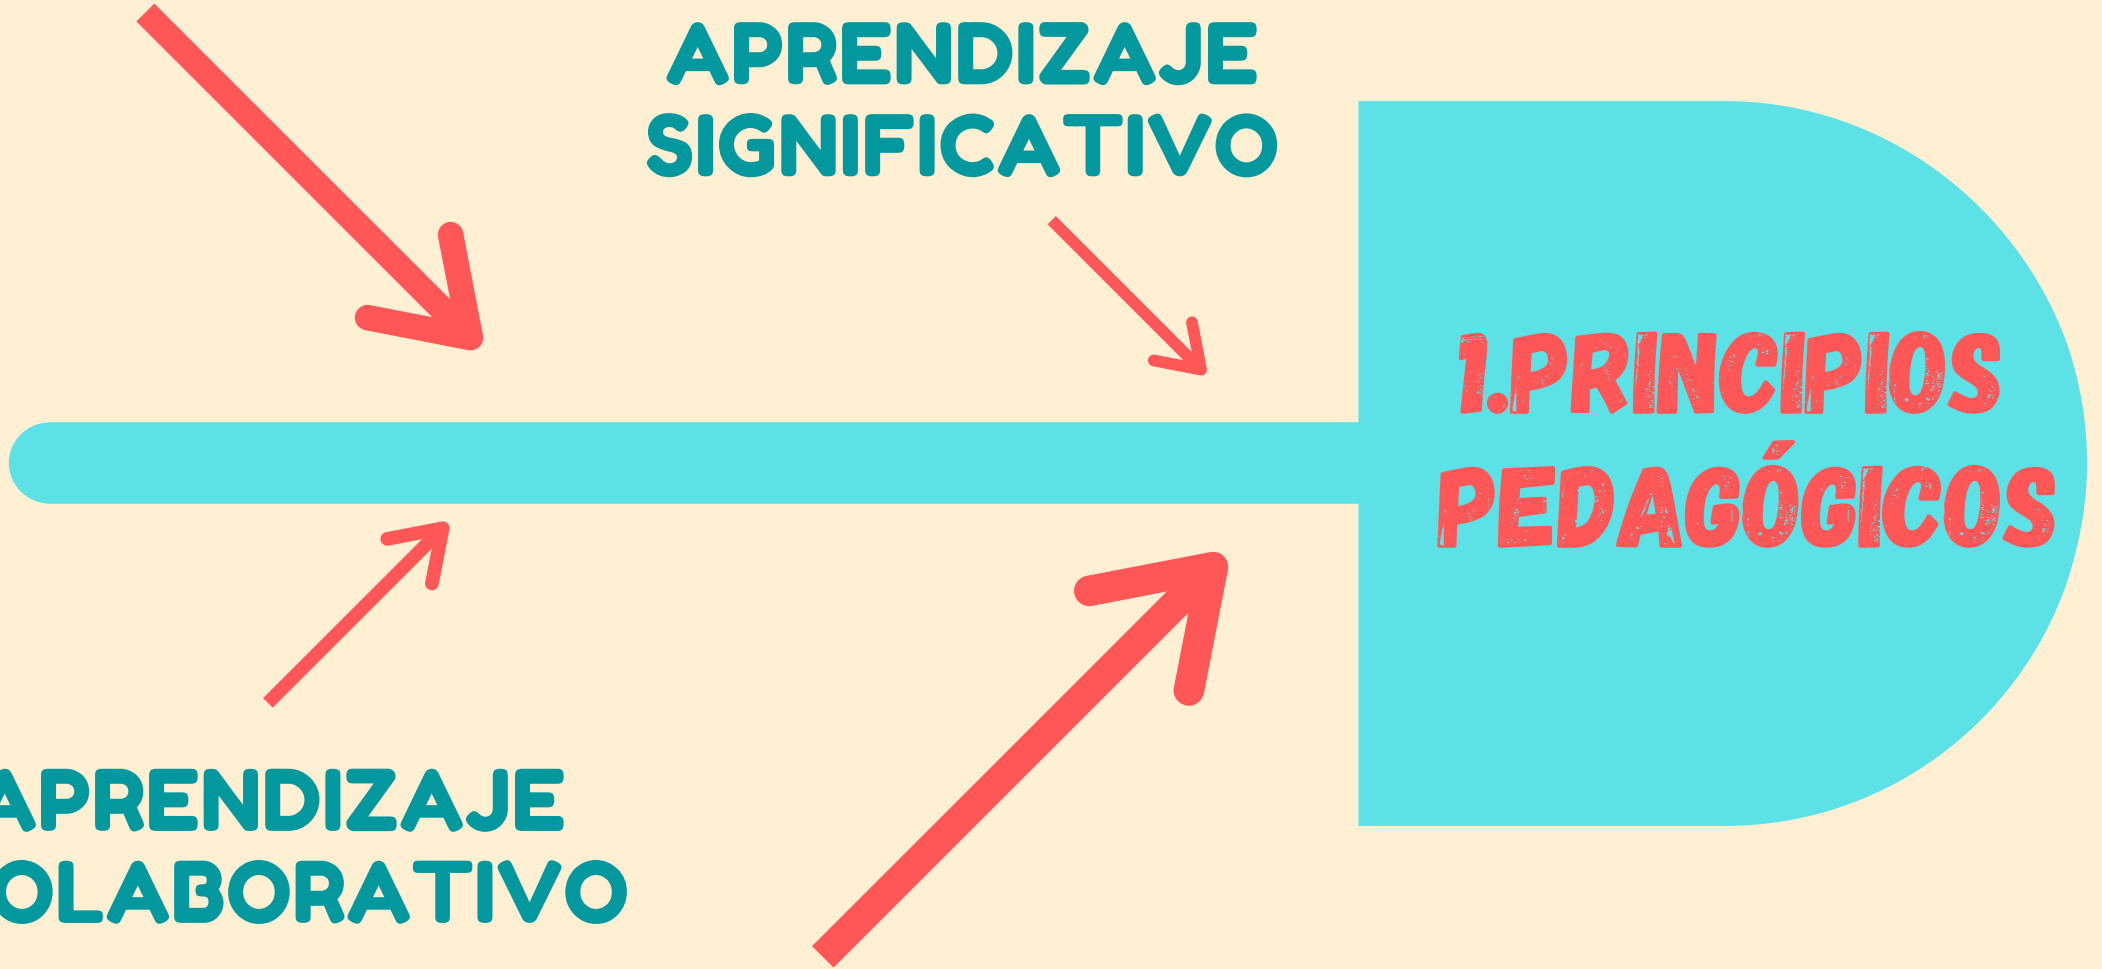 APRENDIZAJE
SIGNIFICATIVO
1.PRINCIPIOS
PEDAGÓGICOS
APRENDIZAJE
OLABORATIVO